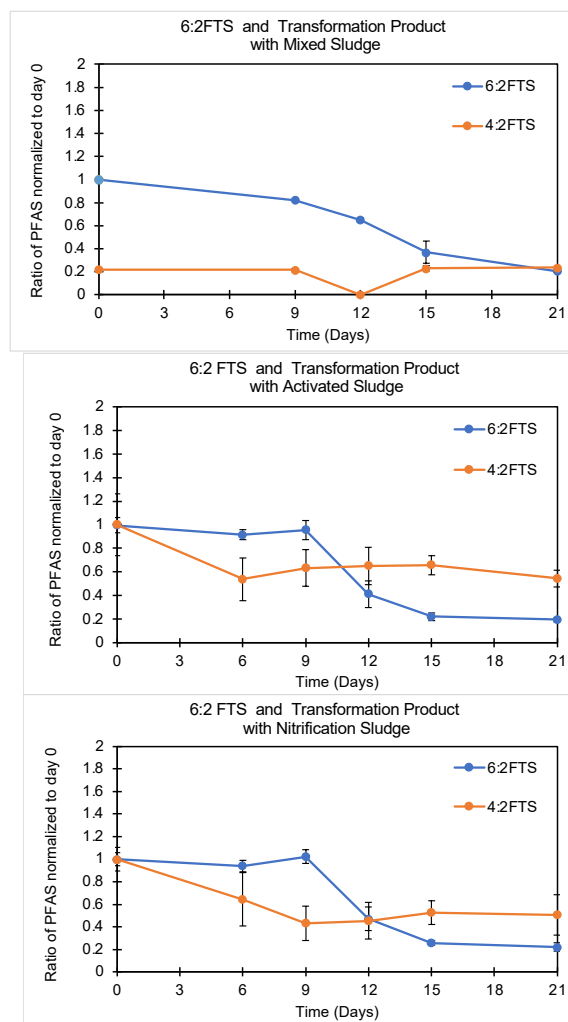 6:2FTS and Transformation Product
with Mixed Sludge
Ratio of PFAS normalized to day 0
2
1.8
1.6
1.4
1.2
1
0.8
0.6
0.4
0.2
0
6:2FTS
4:2FTS
0 3 6 9 12 15 18 21
Time (Days)
6:2 FTS and Transformation Product
with Activated Sludge
Ratio of PFAS normalized to day 0
2
1.8
1.6
1.4
1.2
1
0.8
0.6
0.4
0.2
0
6:2FTS
4:2FTS
0 3 6 9 12 15 18 21
Time (Days)
6:2 FTS and Transformation Product
with Nitrification Sludge
Ratio of PFAS normalized to day 0
2
1.8
1.6
1.4
1.2
1
0.8
0.6
0.4
0.2
0
6:2FTS
4:2FTS
0 3 6 9 12 15 18 21
Time (Days)